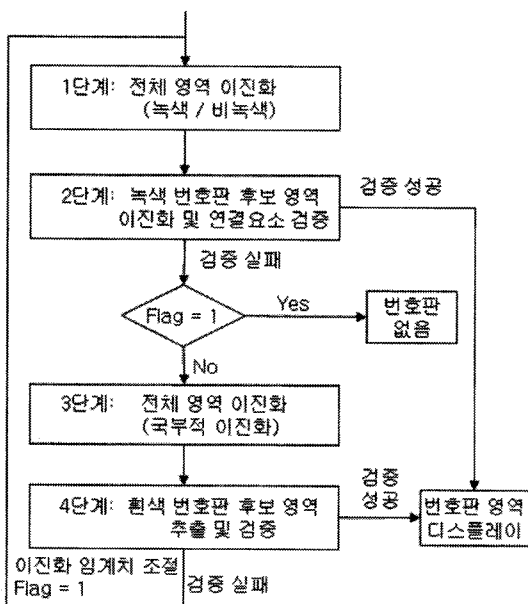 1단계: 전체 영역 이진화
(녹색 / 비녹색)
2단계: 녹색 번호판 후보 영역
이진화 및 연결요소 검증
검증 성공
검증 실패
Flag = 1
Yes
번호판
없음
No
3단계: 전체 영역 이진화
(국부적 이진화)
4단계: 흰색 번호판 후보 영역
추출 및 검증
검증
성공
번호판 영역
디스플레이
이진화 임계치 조절
Flag = 1
검증 실패